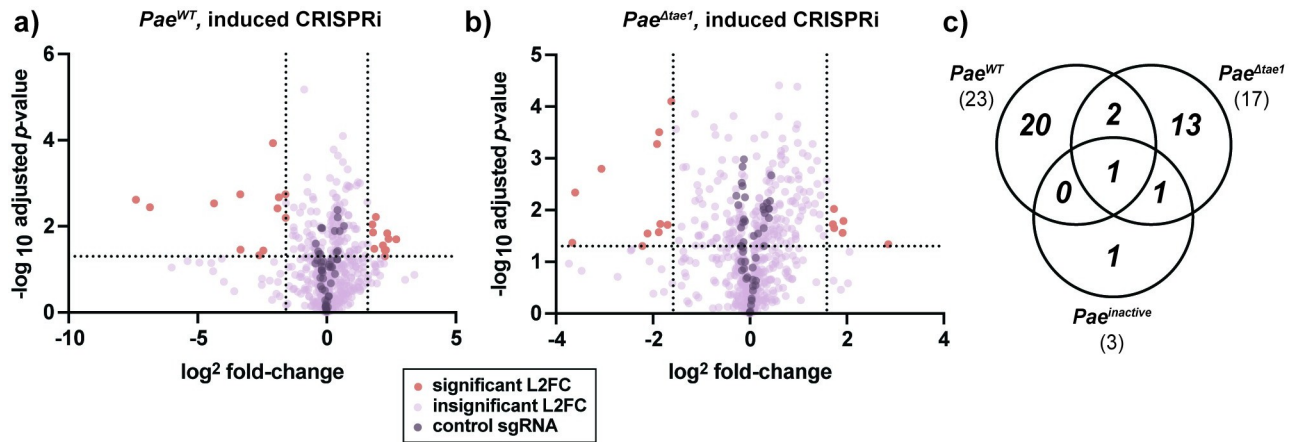 a)
Pae^WT, induced CRISPRi
-log 10 adjusted p-value
6
4
2
0
-10
-5
0
5
log² fold-change
b)
Pae^Δtae1, induced CRISPRi
-log 10 adjusted p-value
5
4
3
2
1
0
-4
-2
0
2
4
log² fold-change
significant L2FC
insignificant L2FC
control sgRNA
c)
Pae^WT
(23)
Pae^Δtae1
(17)
20
2
13
1
0
1
1
Pae^inactive
(3)